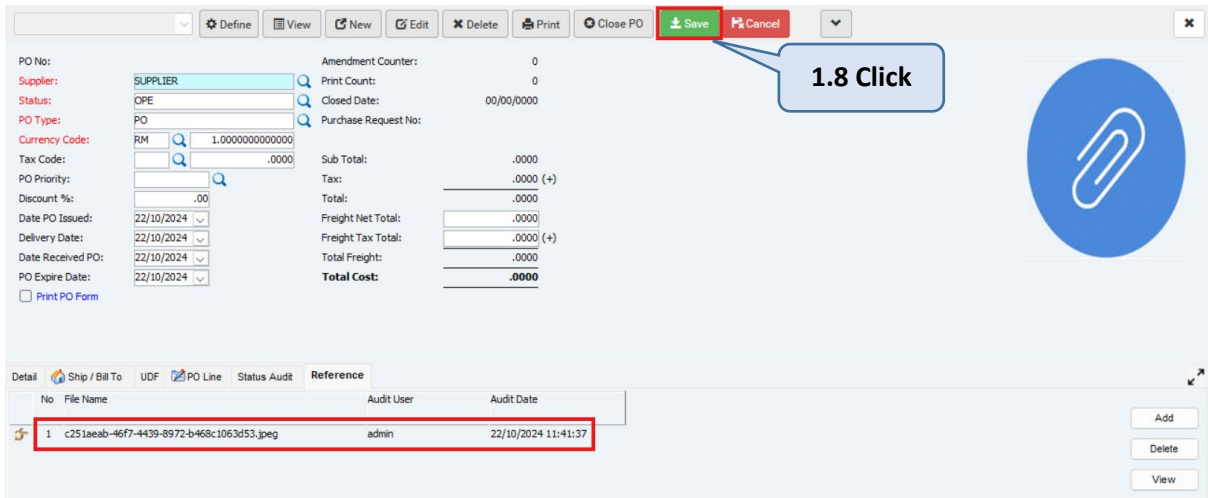 Define View New Edit Delete Print Close PO Save Cancel
1.8 Click
PO No: Amendment Counter: 0
Supplier: SUPPLIER Print Count: 0
Status: OPE Closed Date: 00/00/0000
PO Type: PO Purchase Request No:
Currency Code: RM 1.0000000000000
Tax Code: .0000 Sub Total: .0000
PO Priority: Tax: .0000 (+)
Discount %: .00 Total: .0000
Date PO Issued: 22/10/2024 Freight Net Total: .0000
Delivery Date: 22/10/2024 Freight Tax Total: .0000 (+)
Date Received PO: 22/10/2024 Total Freight: .0000
PO Expire Date: 22/10/2024 Total Cost: .0000
Print PO Form
Detail Ship / Bill To UDF PO Line Status Audit Reference
No File Name Audit User Audit Date
1 c251aeab-46f7-4439-8972-b468c1063d53.jpeg admin 22/10/2024 11:41:37
Add
Delete
View